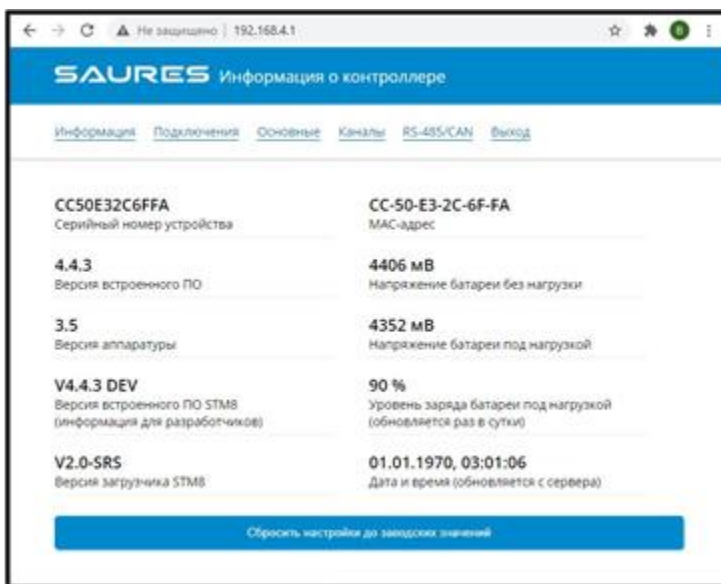 Не защищено | 192.168.4.1
В
SAURES Информация о контроллере
Информация Подключения Основные Каналы RS-485/CAN Выход
CC50E32C6FFA
Серийный номер устройства
CC-50-E3-2C-6F-FA
MAC-адрес
4.4.3
Версия встроенного ПО
4406 мВ
Напряжение батареи без нагрузки
3.5
Версия аппаратуры
4352 мВ
Напряжение батареи под нагрузкой
V4.4.3 DEV
Версия встроенного ПО STM8
(информация для разработчиков)
90 %
Уровень заряда батареи под нагрузкой
(обновляется раз в сутки)
V2.0-SRS
Версия загрузчика STM8
01.01.1970, 03:01:06
Дата и время (обновляется с сервера)
Сбросить настройки до заводских значений